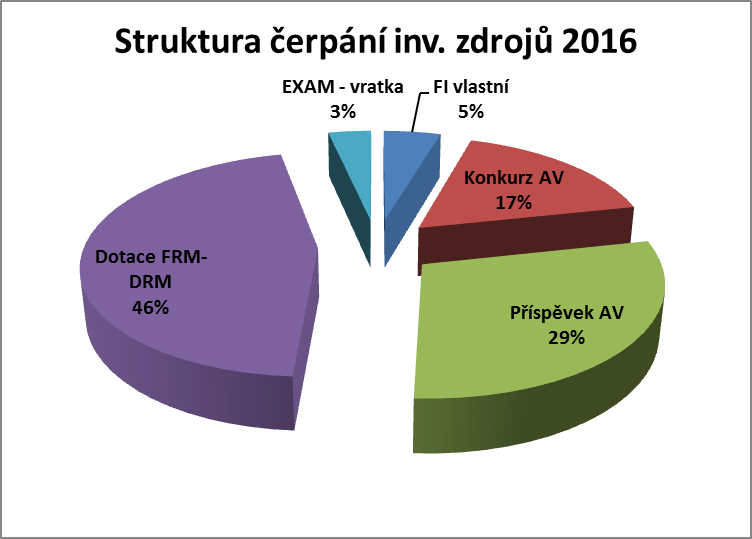 Struktura čerpání inv. zdrojů 2016
EXAM - vratka
3%
FI vlastní
5%
Konkurz AV
17%
Příspěvek AV
29%
Dotace FRM-
DRM
46%